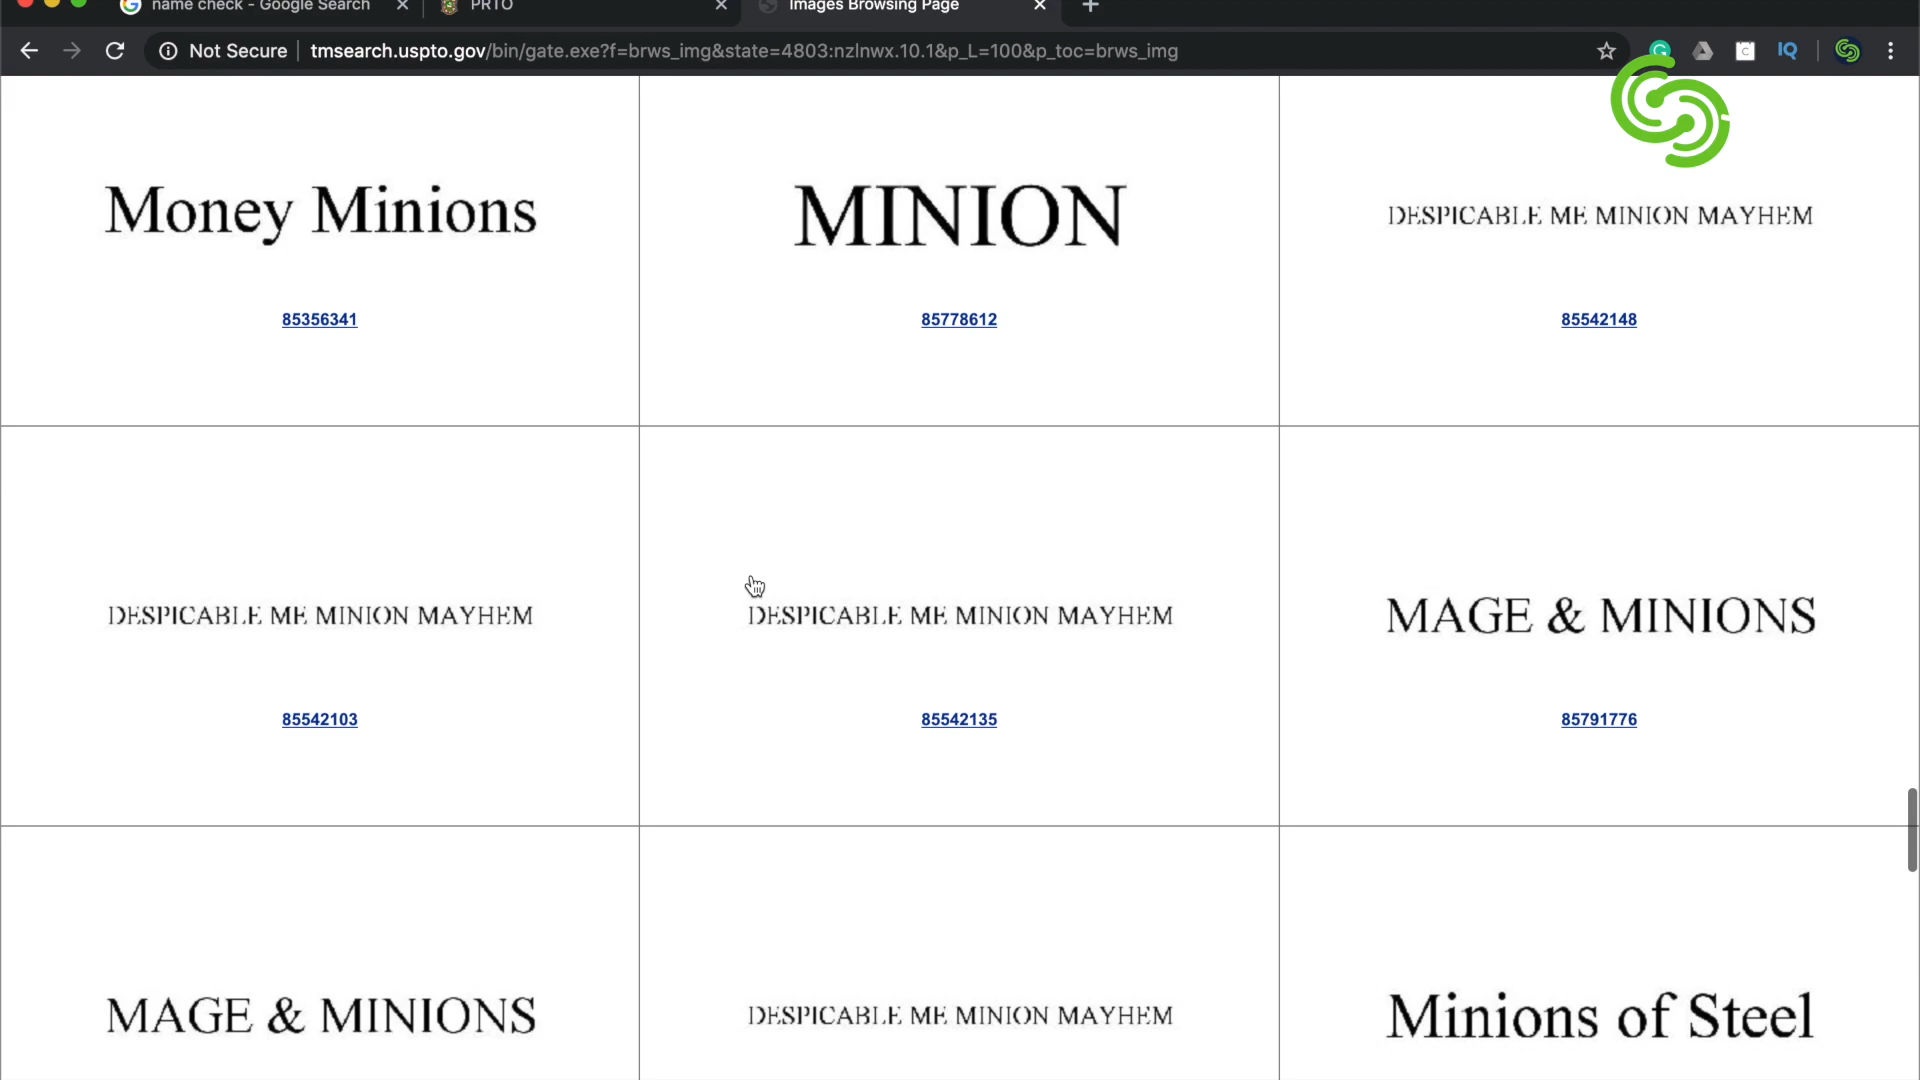 name check - Google Search
PRTO
Images Browsing Page
Not Secure
tmsearch.uspto.gov/bin/gate.exe?f=brws_img&state=4803:nzlnwx.10.1&p_L=100&p_toc=brws_img
IQ
Money Minions
MINION
DESPICABLE ME MINION MAYHEM
85356341
85778612
85542148
DESPICABLE ME MINION MAYHEM
DESPICABLE ME MINION MAYHEM
MAGE & MINIONS
85542103
85542135
85791776
MAGE & MINIONS
DESPICABLE ME MINION MAYHEM
Minions of Steel